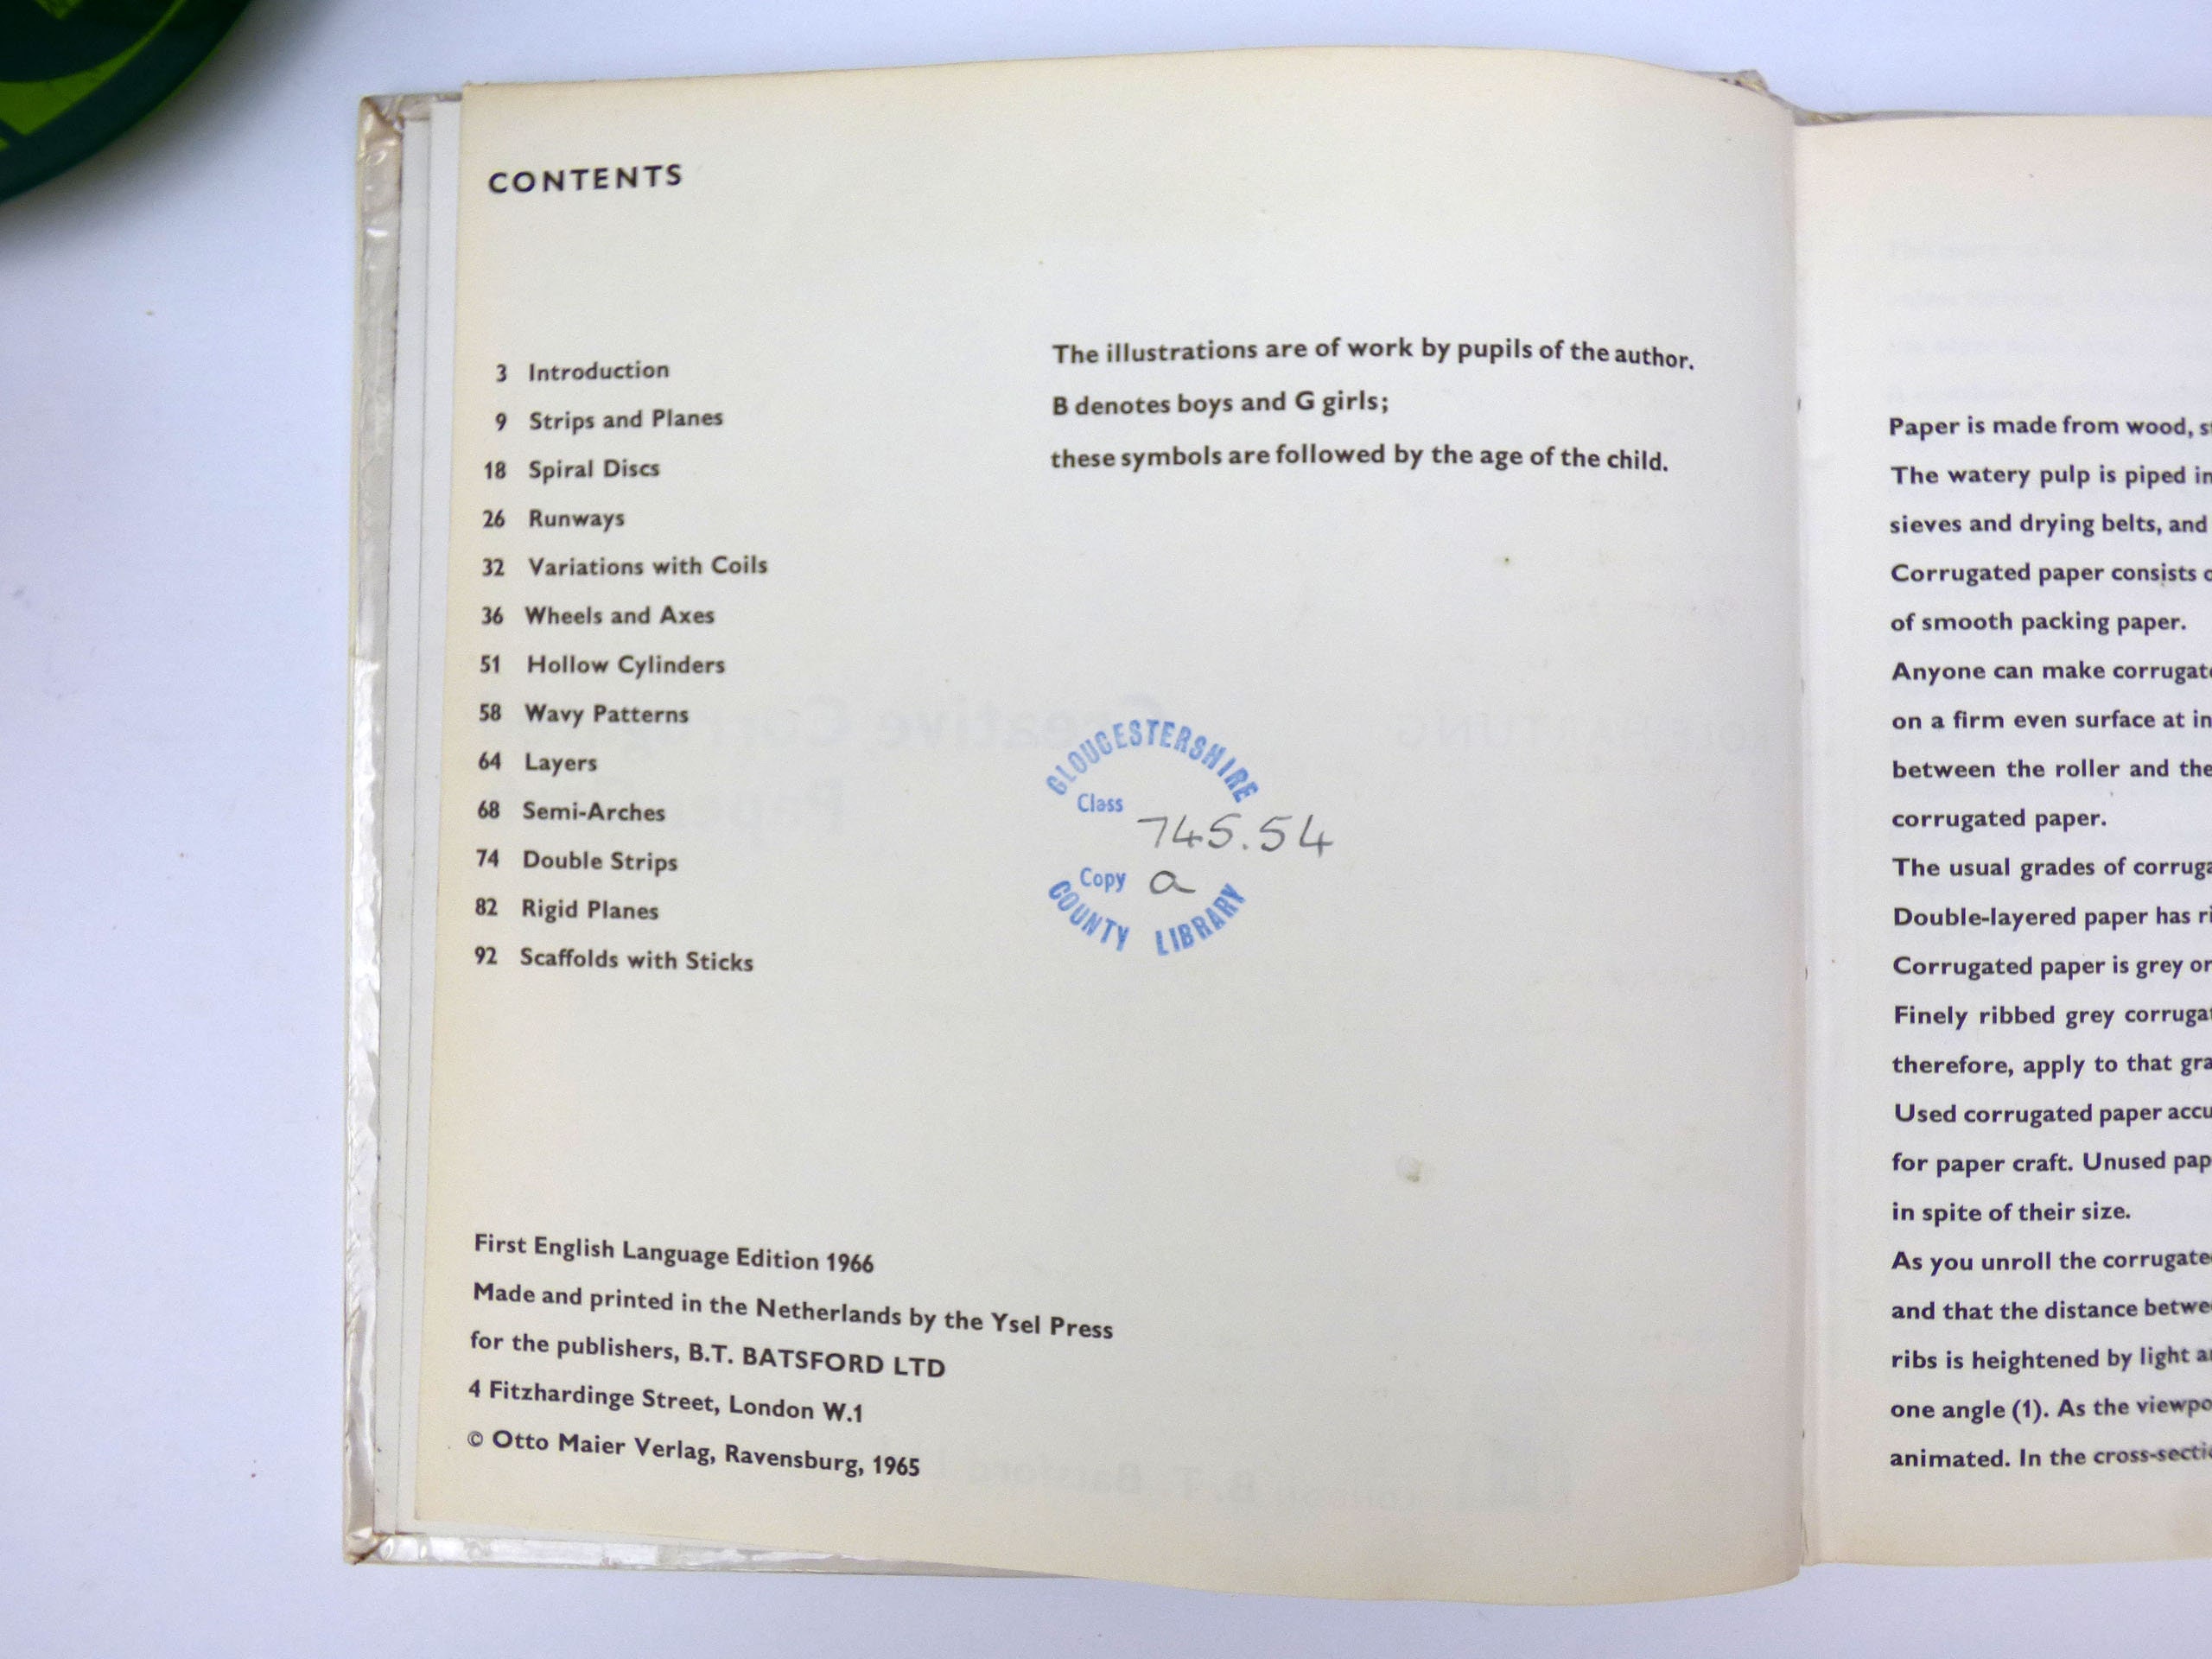 CONTENTS
3 Introduction
9 Strips and Planes
18 Spiral Discs
26 Runways
32 Variations with Coils
36 Wheels and Axes
51 Hollow Cylinders
58 Wavy Patterns
64 Layers
68 Semi-Arches
74 Double Strips
82 Rigid Planes
92 Scaffolds with Sticks
The illustrations are of work by pupils of the author.
B denotes boys and G girls;
these symbols are followed by the age of the child.
GLOUCESTERSHIRE
Class 745.54
Copy a
COUNTY LIBRARY
First English Language Edition 1966
Made and printed in the Netherlands by the Ysel Press
for the publishers, B.T. BATSFORD LTD
4 Fitzhardinge Street, London W.1
© Otto Maier Verlag, Ravensburg, 1965
Paper is made from wood,
The watery pulp is piped
sieves and drying belts, and
Corrugated paper consists
of smooth packing paper.
Anyone can make
on a firm even surface at
between the roller and the
corrugated paper.
The usual grades of
Double-layered paper has
Corrugated paper is grey or
Finely ribbed grey
therefore, apply to that
Used corrugated paper
for paper craft. Unused
in spite of their size.
As you unroll the
and that the distance
ribs is heightened by light
one angle (1). As the
animated. In the